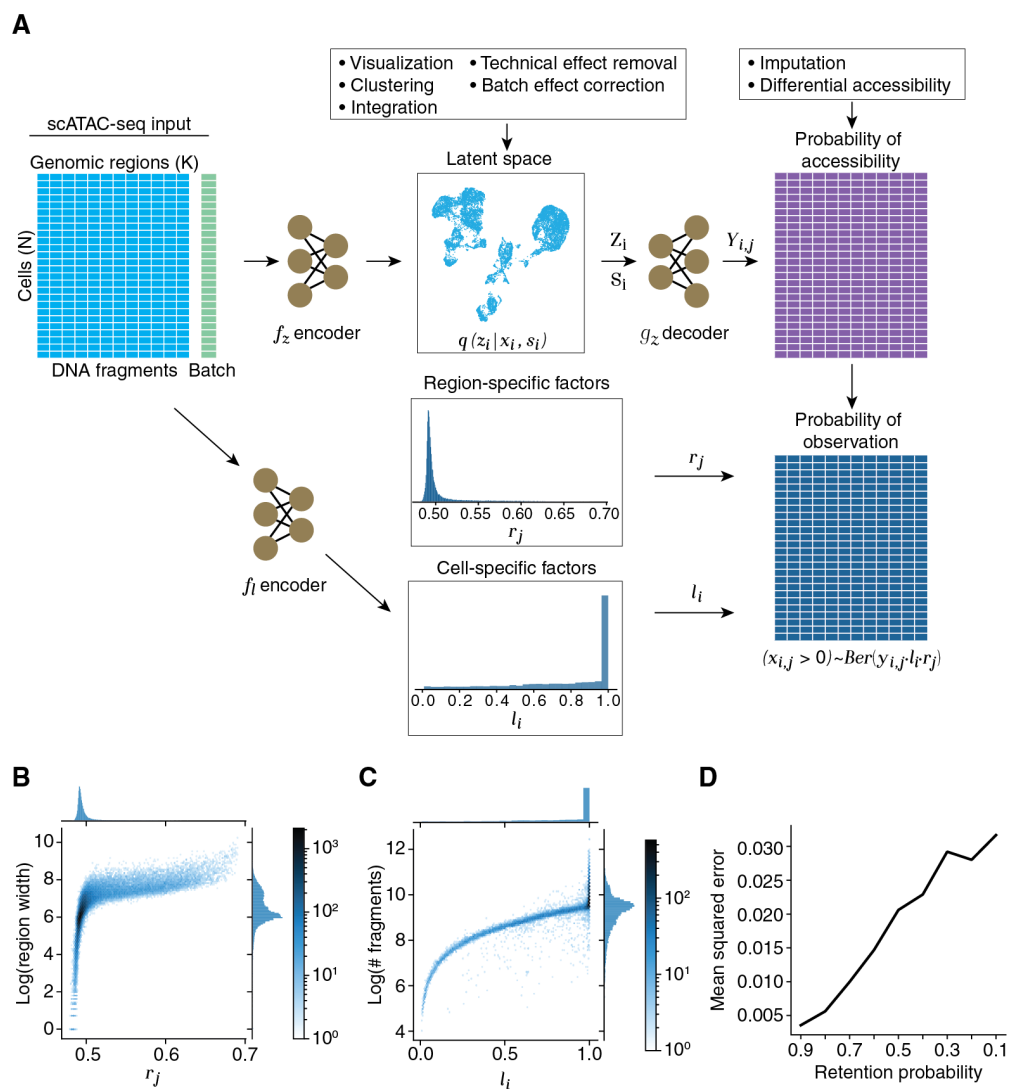 A
• Visualization • Technical effect removal
• Clustering • Batch effect correction
• Integration
• Imputation
• Differential accessibility
scATAC-seq input
Genomic regions (K)
Cells (N)
DNA fragments Batch
f_z encoder
Latent space
q (z_i | x_i, s_i)
Z_i
S_i
g_z decoder
Y_{i,j}
Probability of
accessibility
Region-specific factors
0.50 0.55 0.60 0.65 0.70
r_j
r_j
Probability of
observation
f_l encoder
Cell-specific factors
0.0 0.2 0.4 0.6 0.8 1.0
l_i
l_i
(x_{i,j} > 0)~Ber(y_{i,j}·l_i·r_j)
B
Log(region width)
10
8
6
4
2
0
0.5 0.6 0.7
r_j
10^3
10^2
10^1
10^0
C
Log(# fragments)
12
10
8
6
4
0.0 0.5 1.0
l_i
10^2
10^1
10^0
D
Mean squared error
0.030
0.025
0.020
0.015
0.010
0.005
0.9 0.7 0.5 0.3 0.1
Retention probability